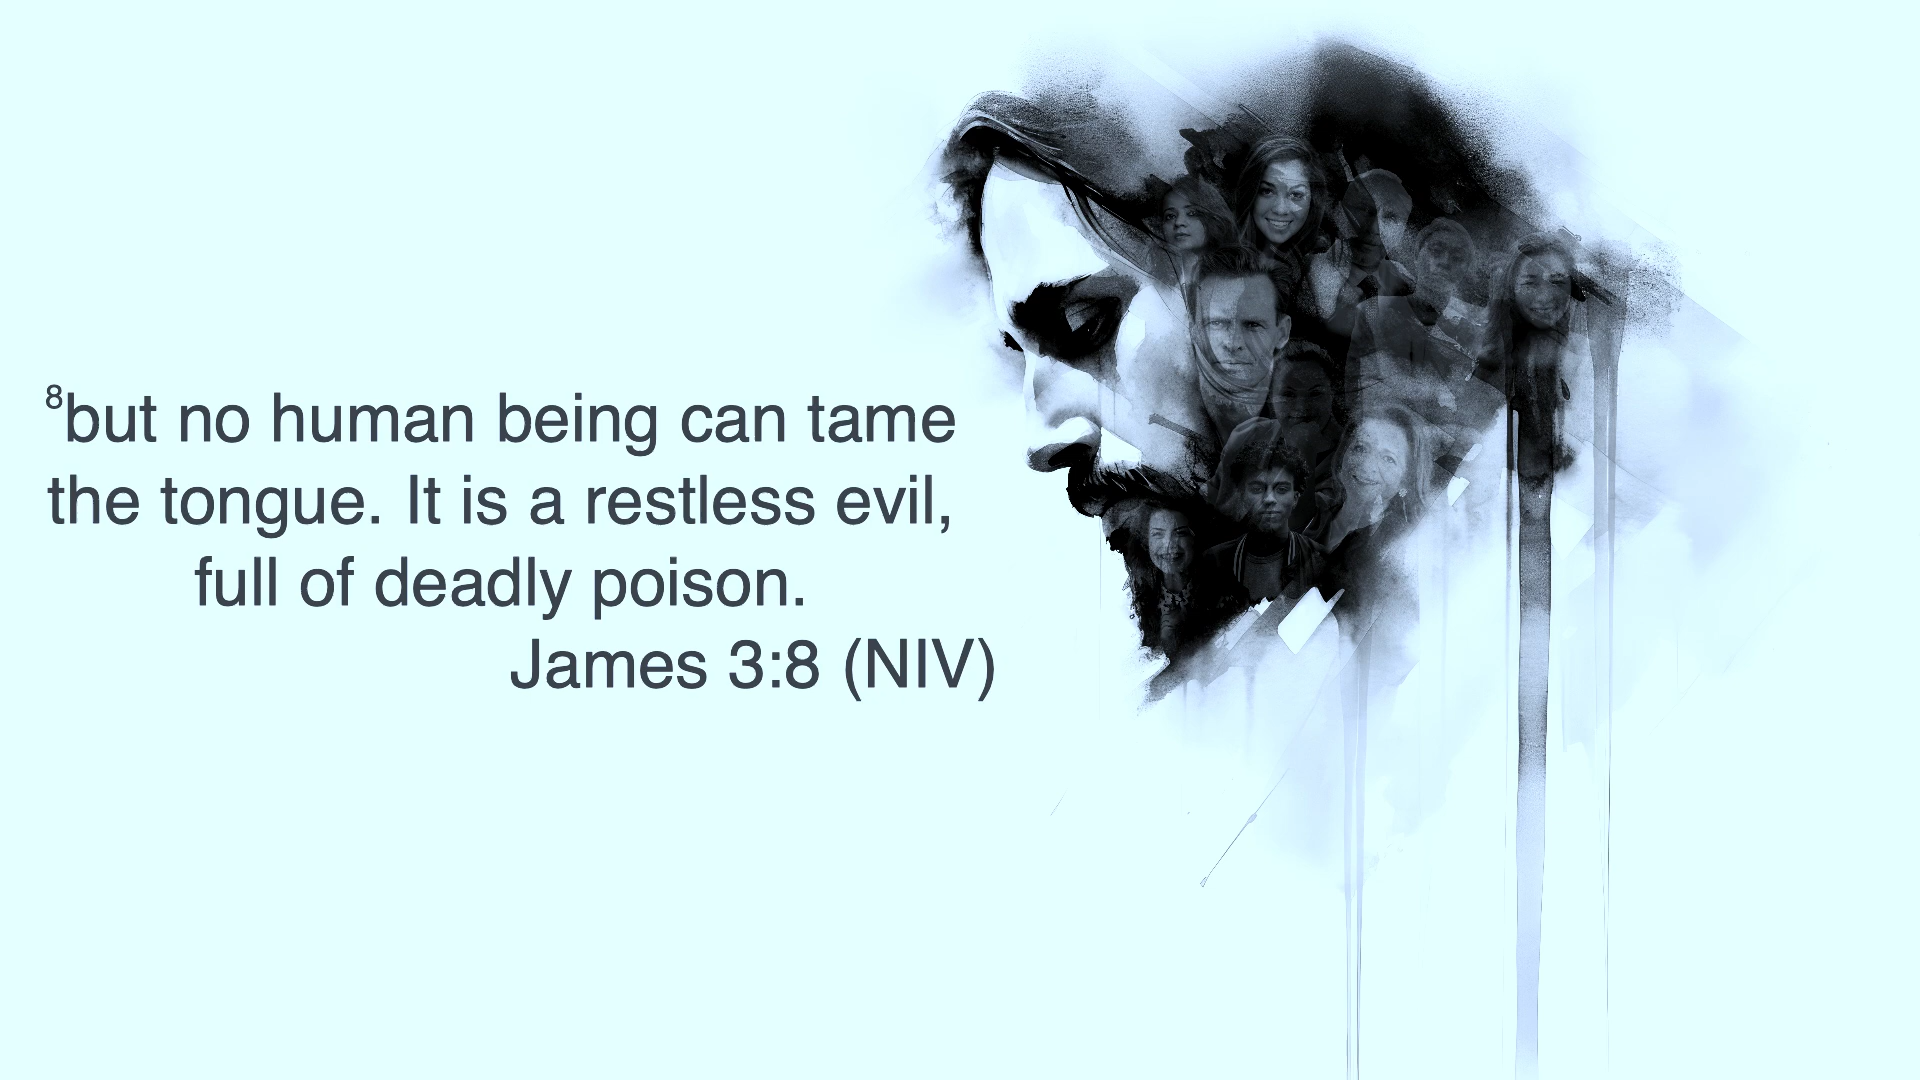 ⁸but no human being can tame
the tongue. It is a restless evil,
full of deadly poison.
James 3:8 (NIV)